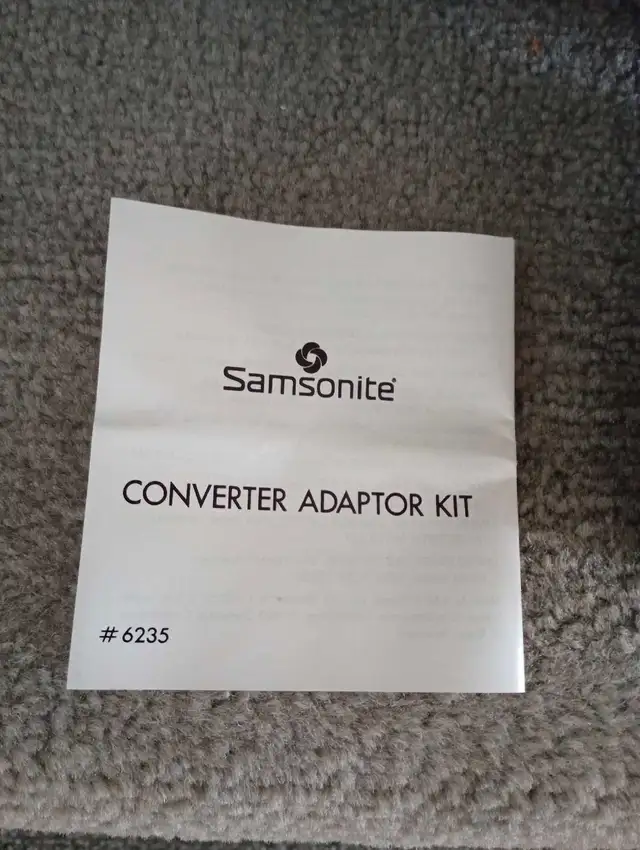 Samsonite®
CONVERTER ADAPTOR KIT
#6235